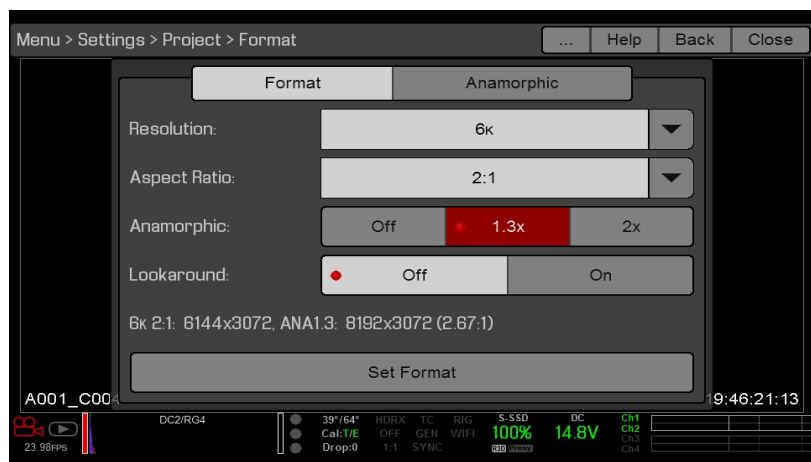 Menu > Settings > Project > Format ... Help Back Close
Format Anamorphic
Resolution: 6K
Aspect Ratio: 2:1
Anamorphic: Off 1.3x 2x
Lookaround: Off On
6K 2:1: 6144x3072, ANA1.3: 8192x3072 (2.67:1)
Set Format
A001_C004 19:46:21:13
DC2/RG4 39°/64° HDRX TC RIG S-SSD DC Ch1
Cal:T/E OFF GEN WIFI 100% 14.8V Ch2
Ch3
23.98FPS Drop:0 1:1 SYNC R3D Proxy Ch4